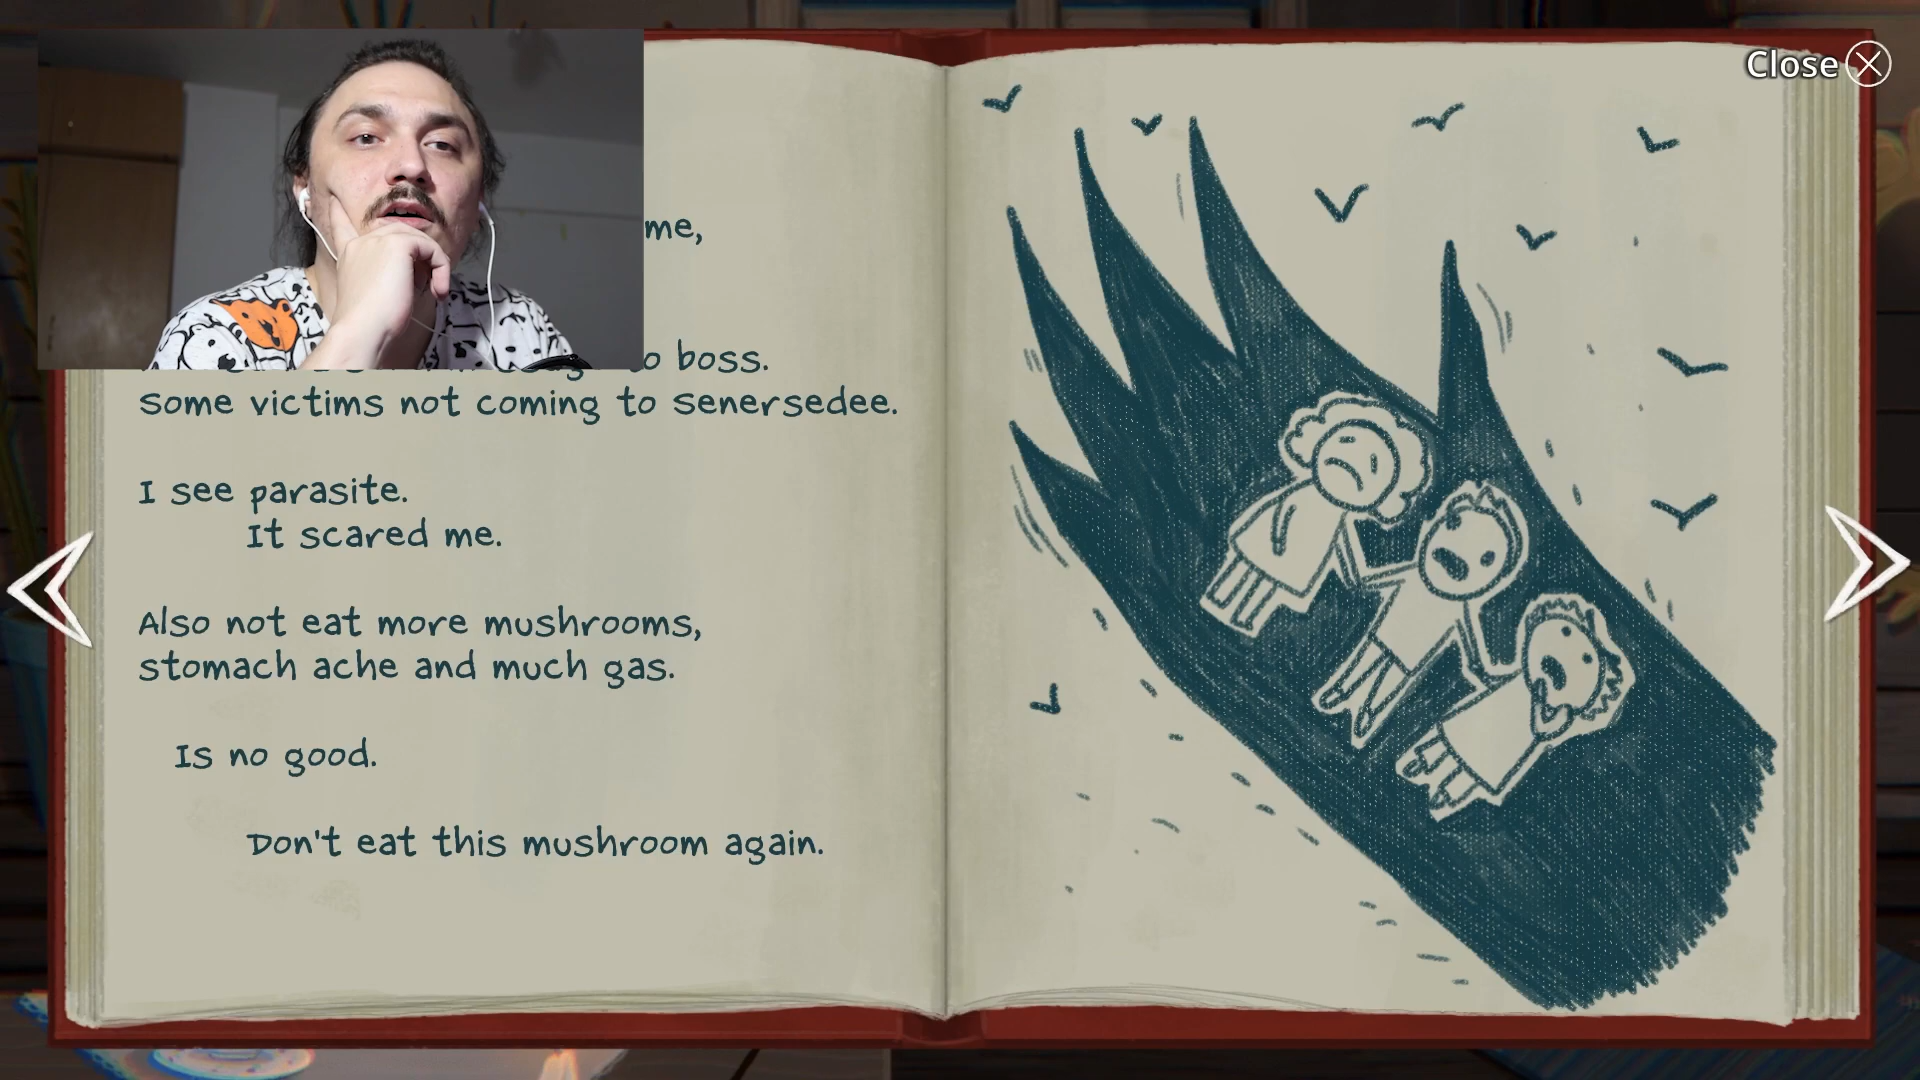 Close
me,
o boss.
Some victims not coming to Senersedee.
I see parasite.
It scared me.
Also not eat more mushrooms,
stomach ache and much gas.
Is no good.
Don't eat this mushroom again.